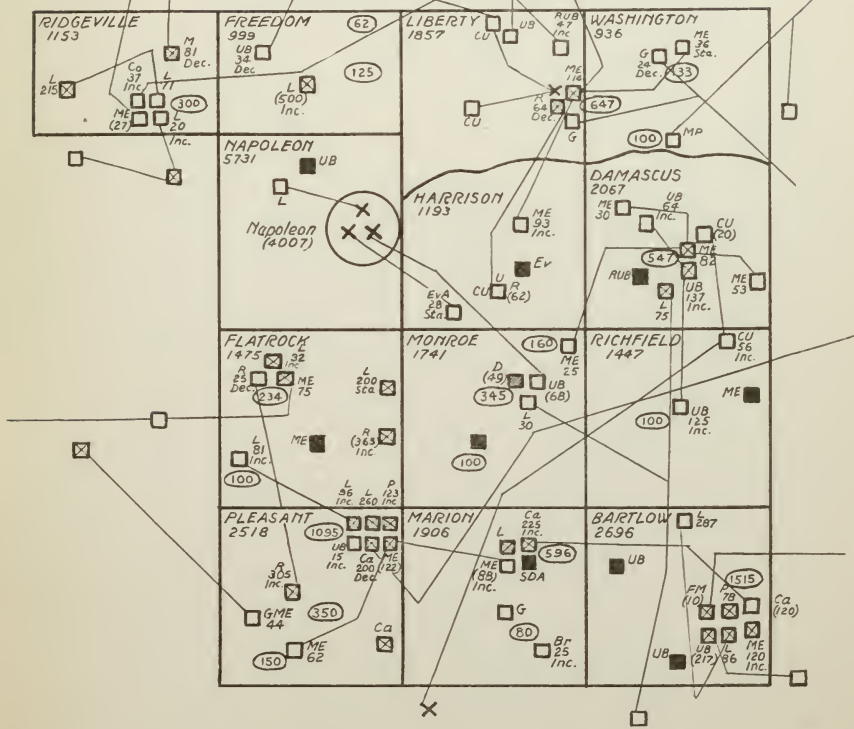 RIDGEVILLE
1153
M
81
Dec.
L
215
Co
37
Inc
L
71
300
ME
(27)
L
20
Inc.
FREEDOM
999
62
UB
34
Dec
125
L
(500)
Inc.
LIBERTY
1857
CU
UB
RUB
47
Inc
ME
114
R
64
Dec.
647
CU
G
WASHINGTON
936
ME
36
Sta.
G
24
Dec.
33
100
MP
NAPOLEON
5731
UB
L
Napoleon
(4007)
EvA
28
Sta.
HARRISON
1193
ME
93
Inc.
Ev
U
CU
R
(62)
DAMASCUS
2067
ME
30
UB
64
Inc.
CU
(20)
547
ME
82
RUB
UB
137
Inc.
L
75
ME
53
FLATROCK
1475
L
32
Inc
R
25
Dec.
ME
75
234
L
200
Sta
ME
R
(363)
Inc.
L
81
Inc.
100
MONROE
1741
160
ME
25
D
(49)
UB
(68)
345
L
30
100
RICHFIELD
1447
CU
56
Inc.
ME
100
UB
125
Inc.
PLEASANT
2518
L
96
Inc.
L
260
P
123
Inc
1095
UB
15
Inc.
Ca
200
Dec.
ME
(122)
R
305
Inc.
GME
44
350
Ca
150
ME
62
MARION
1906
Ca
225
Inc.
L
596
ME
(88)
Inc.
SDA
G
80
Br
25
Inc.
BARTLOW
2696
L
287
UB
1515
FM
(10)
P
78
Ca
(120)
UB
(217)
L
86
ME
120
Inc.
UB